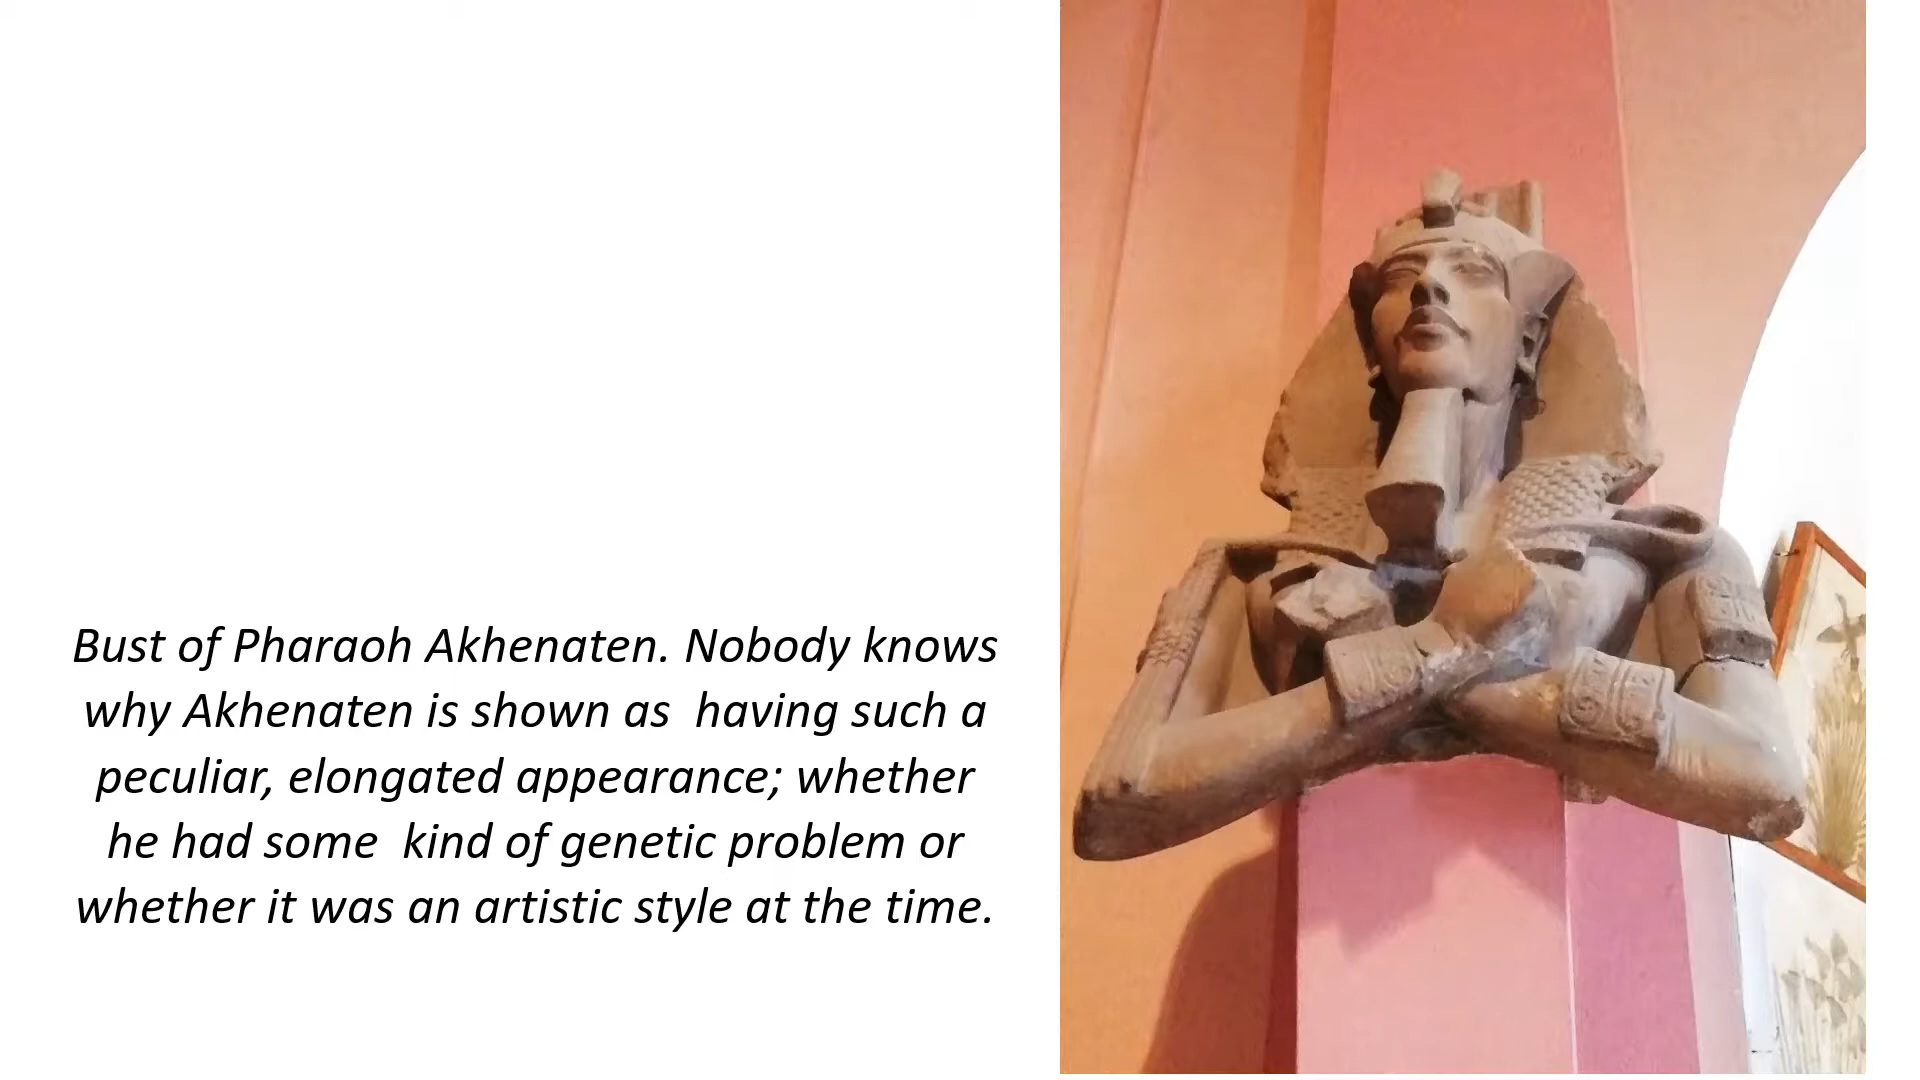 Bust of Pharaoh Akhenaten. Nobody knows
why Akhenaten is shown as  having such a
peculiar, elongated appearance; whether
he had some  kind of genetic problem or
whether it was an artistic style at the time.